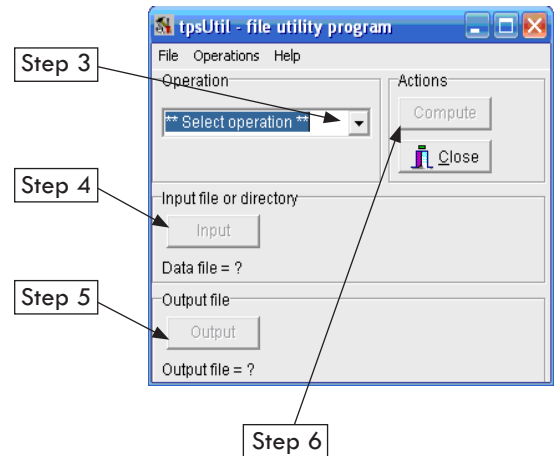 tpsUtil - file utility program
File Operations Help
Step 3
Operation
Actions
** Select operation **
Compute
Close
Step 4
Input file or directory
Input
Data file = ?
Step 5
Output file
Output
Output file = ?
Step 6